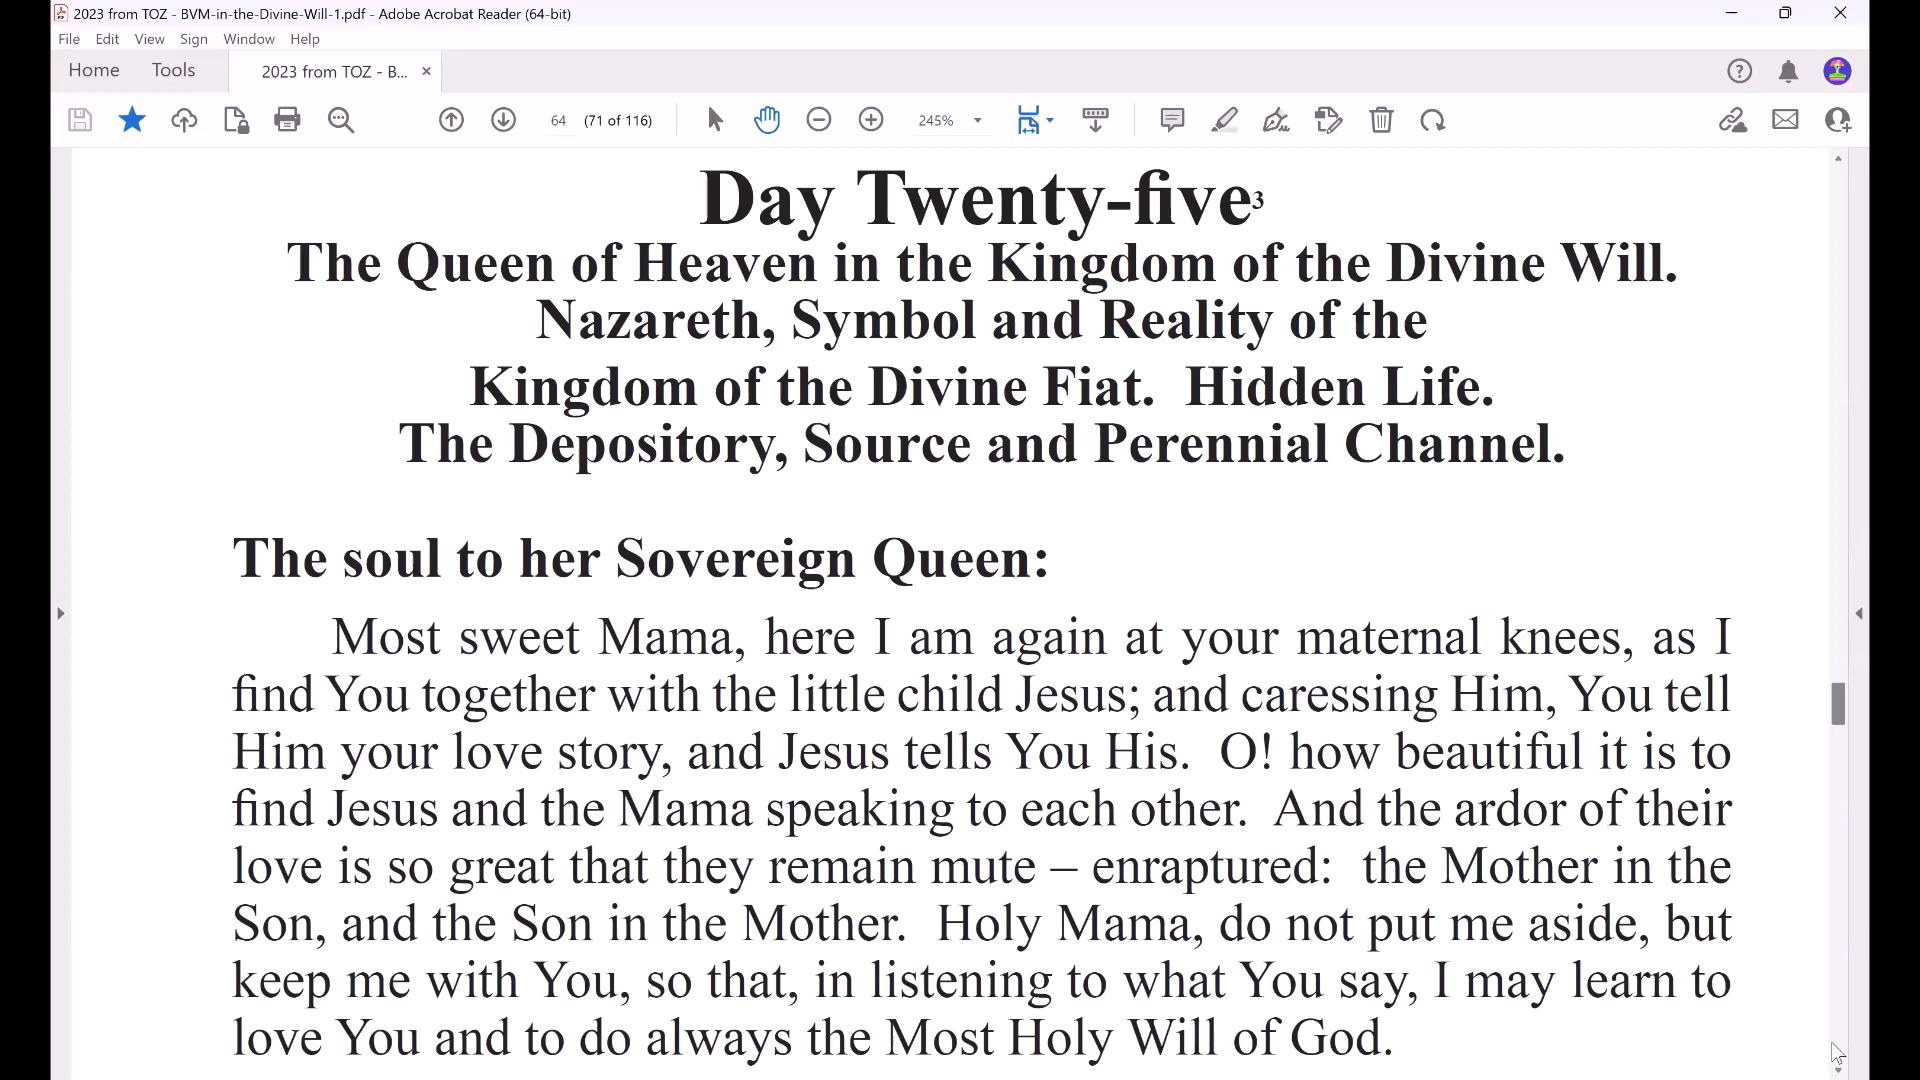 2023 from TOZ - BVM-in-the-Divine-Will-1.pdf - Adobe Acrobat Reader (64-bit)
File Edit View Sign Window Help
Home Tools 2023 from TOZ - B... ×
64 (71 of 116) 245%
Day Twenty-five3
The Queen of Heaven in the Kingdom of the Divine Will.
Nazareth, Symbol and Reality of the
Kingdom of the Divine Fiat. Hidden Life.
The Depository, Source and Perennial Channel.
The soul to her Sovereign Queen:
Most sweet Mama, here I am again at your maternal knees, as I
find You together with the little child Jesus; and caressing Him, You tell
Him your love story, and Jesus tells You His. O! how beautiful it is to
find Jesus and the Mama speaking to each other. And the ardor of their
love is so great that they remain mute – enraptured: the Mother in the
Son, and the Son in the Mother. Holy Mama, do not put me aside, but
keep me with You, so that, in listening to what You say, I may learn to
love You and to do always the Most Holy Will of God.